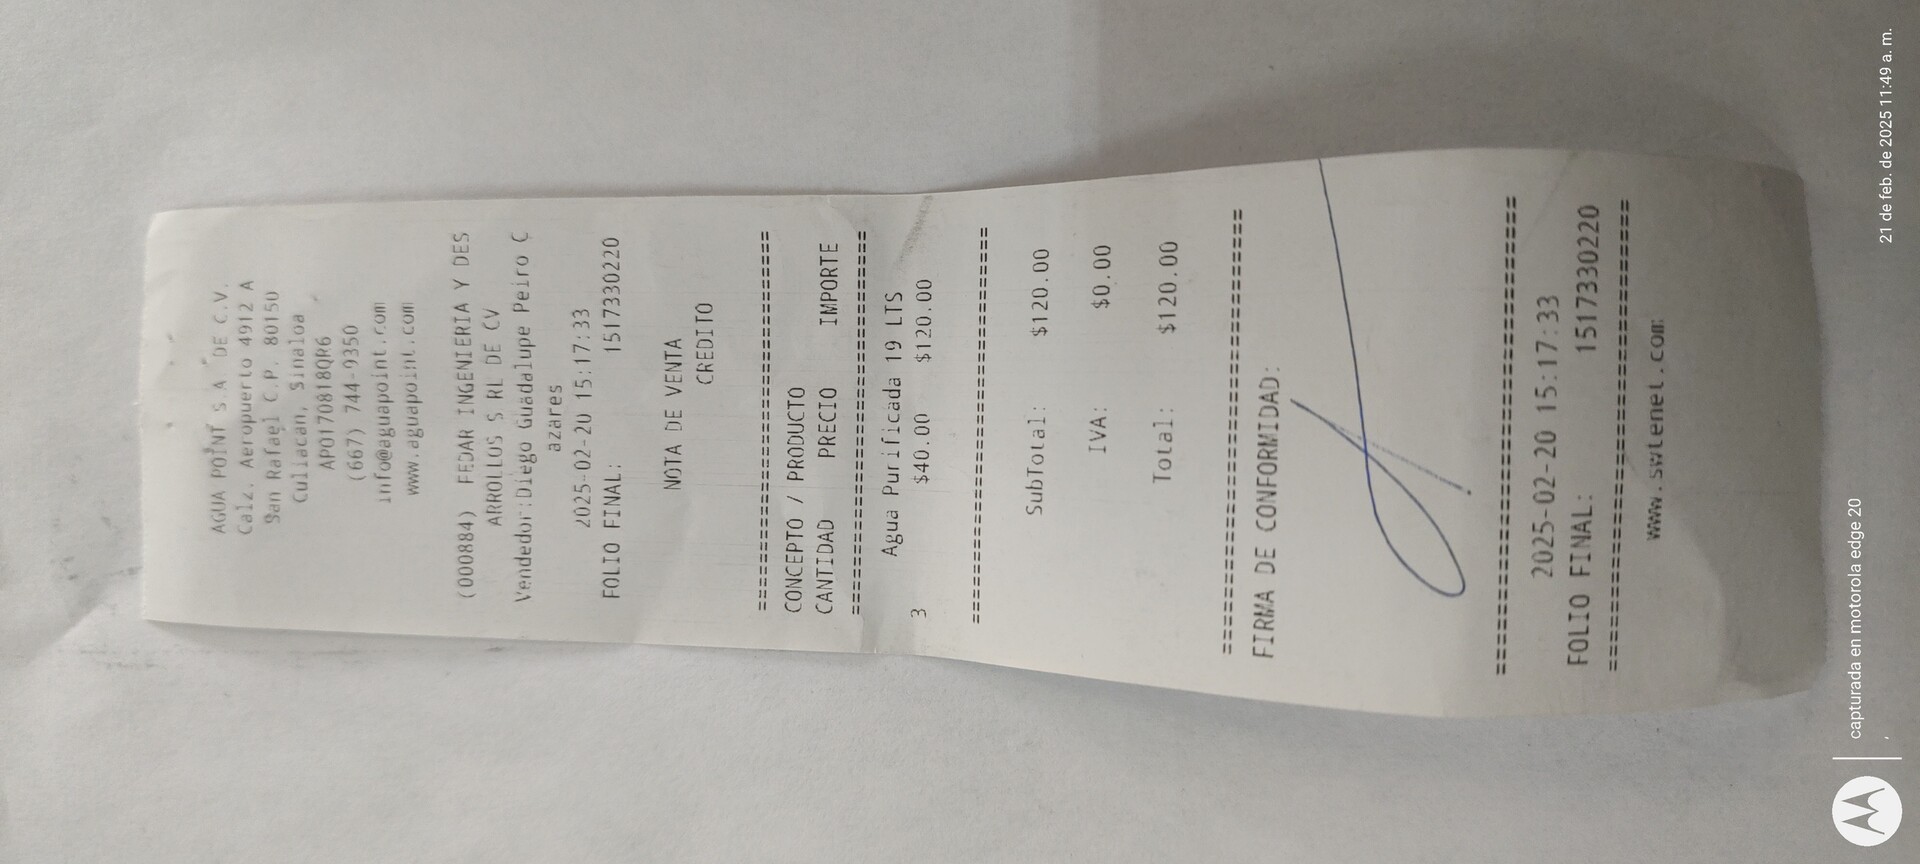 AGUA POINT S.A. DE C.V.
Calz. Aeropuerto 4912 A
San Rafael C.P. 80150
Culiacan, Sinaloa
APO170818QR6
(667) 744-9350
info@aguapoint.com
www.aguapoint.com
(000884) FEDAR INGENIERIA Y DES
ARROLLOS S RL DE CV
Vendedor:Diego Guadalupe Peiro C
azares
2025-02-20 15:17:33
FOLIO FINAL: 1517330220
NOTA DE VENTA
CREDITO
================================
CONCEPTO / PRODUCTO
CANTIDAD PRECIO IMPORTE
================================
Agua Purificada 19 LTS
3 $40.00 $120.00
================================
SubTotal: $120.00
IVA: $0.00
Total: $120.00
================================
FIRMA DE CONFORMIDAD:
================================
2025-02-20 15:17:33
FOLIO FINAL: 1517330220
================================
www.swtenet.com
capturada en motorola edge 20
21 de feb. de 2025 11:49 a. m.